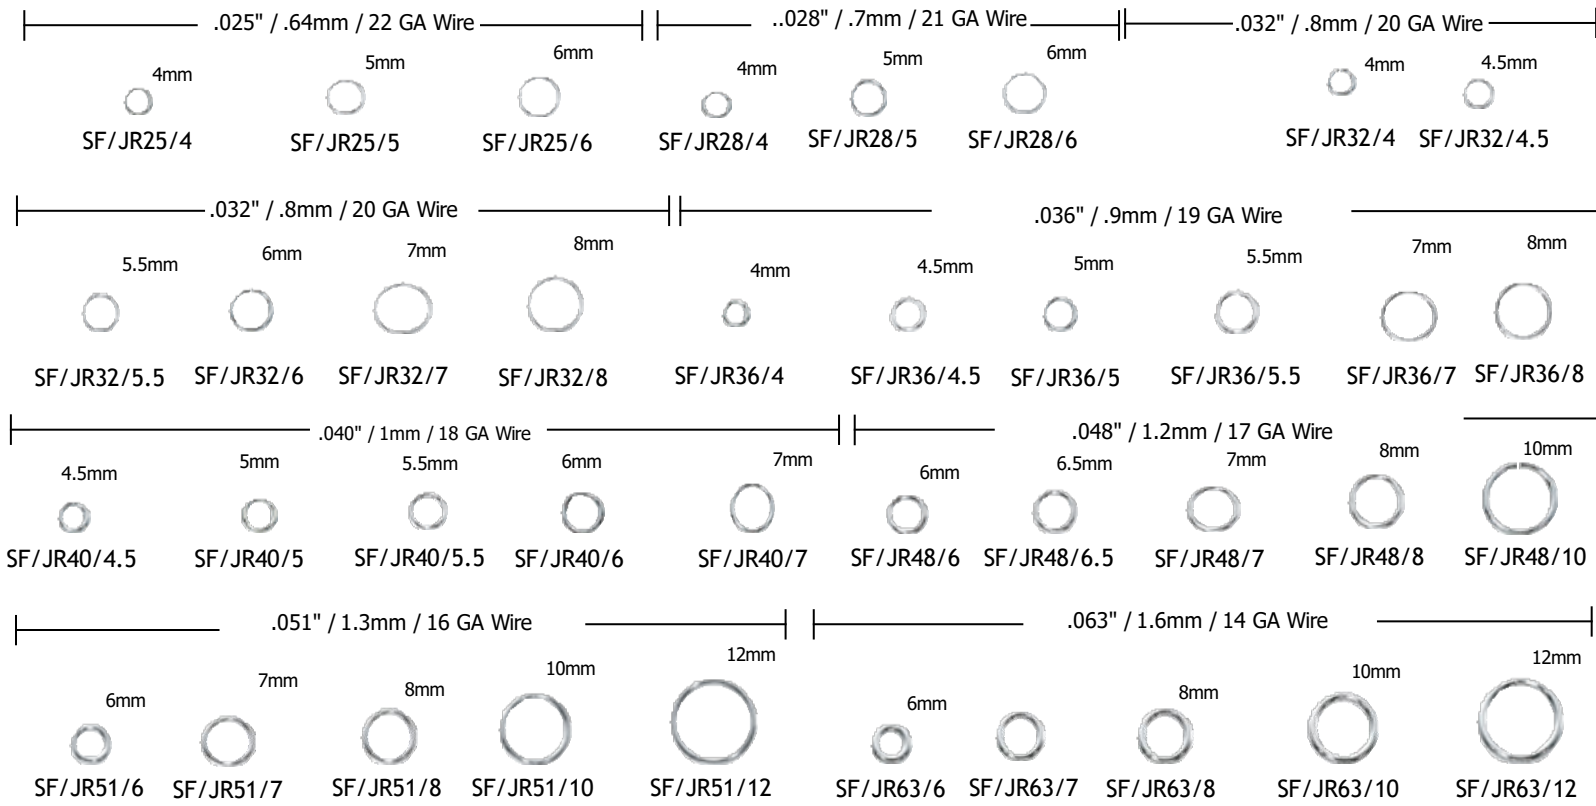 .025" / .64mm / 22 GA Wire ..028" / .7mm / 21 GA Wire .032" / .8mm / 20 GA Wire
4mm 5mm 6mm 4mm 5mm 6mm 4mm 4.5mm
SF/JR25/4 SF/JR25/5 SF/JR25/6 SF/JR28/4 SF/JR28/5 SF/JR28/6 SF/JR32/4 SF/JR32/4.5
.032" / .8mm / 20 GA Wire .036" / .9mm / 19 GA Wire
5.5mm 6mm 7mm 8mm 4mm 4.5mm 5mm 5.5mm 7mm 8mm
SF/JR32/5.5 SF/JR32/6 SF/JR32/7 SF/JR32/8 SF/JR36/4 SF/JR36/4.5 SF/JR36/5 SF/JR36/5.5 SF/JR36/7 SF/JR36/8
.040" / 1mm / 18 GA Wire .048" / 1.2mm / 17 GA Wire
4.5mm 5mm 5.5mm 6mm 7mm 6mm 6.5mm 7mm 8mm 10mm
SF/JR40/4.5 SF/JR40/5 SF/JR40/5.5 SF/JR40/6 SF/JR40/7 SF/JR48/6 SF/JR48/6.5 SF/JR48/7 SF/JR48/8 SF/JR48/10
.051" / 1.3mm / 16 GA Wire .063" / 1.6mm / 14 GA Wire
6mm 7mm 8mm 10mm 12mm 6mm 8mm 10mm 12mm
SF/JR51/6 SF/JR51/7 SF/JR51/8 SF/JR51/10 SF/JR51/12 SF/JR63/6 SF/JR63/7 SF/JR63/8 SF/JR63/10 SF/JR63/12